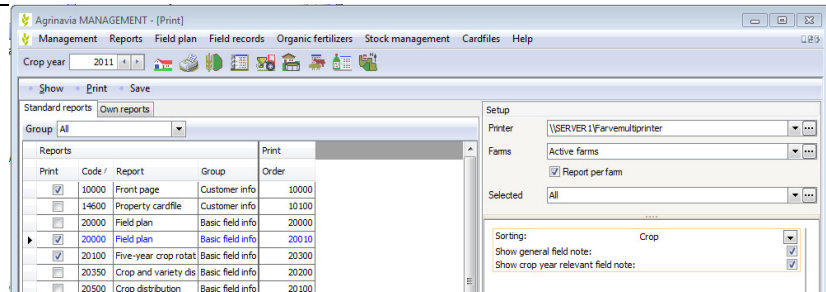 Agrinavia MANAGEMENT - [Print]
Management Reports Field plan Field records Organic fertilizers Stock management Cardfiles Help
Crop year 2011
Show Print Save
Standard reports Own reports
Group All
Reports Print
Print Code / Report Group Order
10000 Front page Customer info 10000
14600 Property cardfile Customer info 10100
20000 Field plan Basic field info 20000
20000 Field plan Basic field info 20010
20100 Five-year crop rotat Basic field info 20300
20350 Crop and variety dis Basic field info 20200
20500 Crop distribution Basic field info 20100
Setup
Printer \\SERVER1\Farvemultiprinter
Farms Active farms
Report per farm
Selected All
Sorting: Crop
Show general field note:
Show crop year relevant field note: